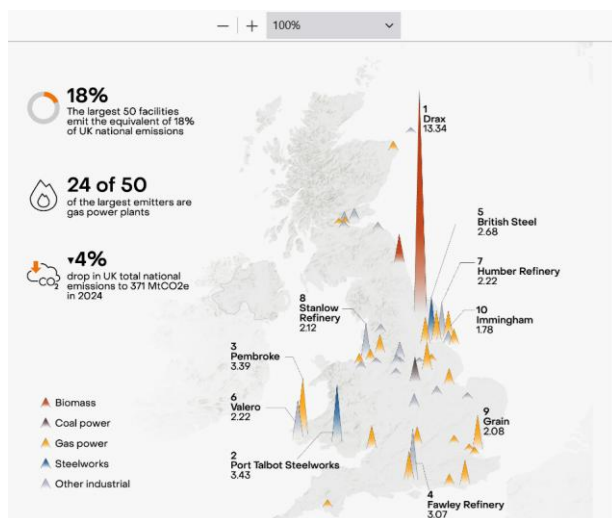 100%
18%
The largest 50 facilities
emit the equivalent of 18%
of UK national emissions
24 of 50
of the largest emitters are
gas power plants
▼4%
drop in UK total national
emissions to 371 MtCO2e
in 2024
CO₂
1
Drax
13.34
5
British Steel
2.68
7
Humber Refinery
2.22
8
Stanlow
Refinery
2.12
10
Immingham
1.78
3
Pembroke
3.39
6
Valero
2.22
9
Grain
2.08
2
Port Talbot Steelworks
3.43
4
Fawley Refinery
3.07
Biomass
Coal power
Gas power
Steelworks
Other industrial